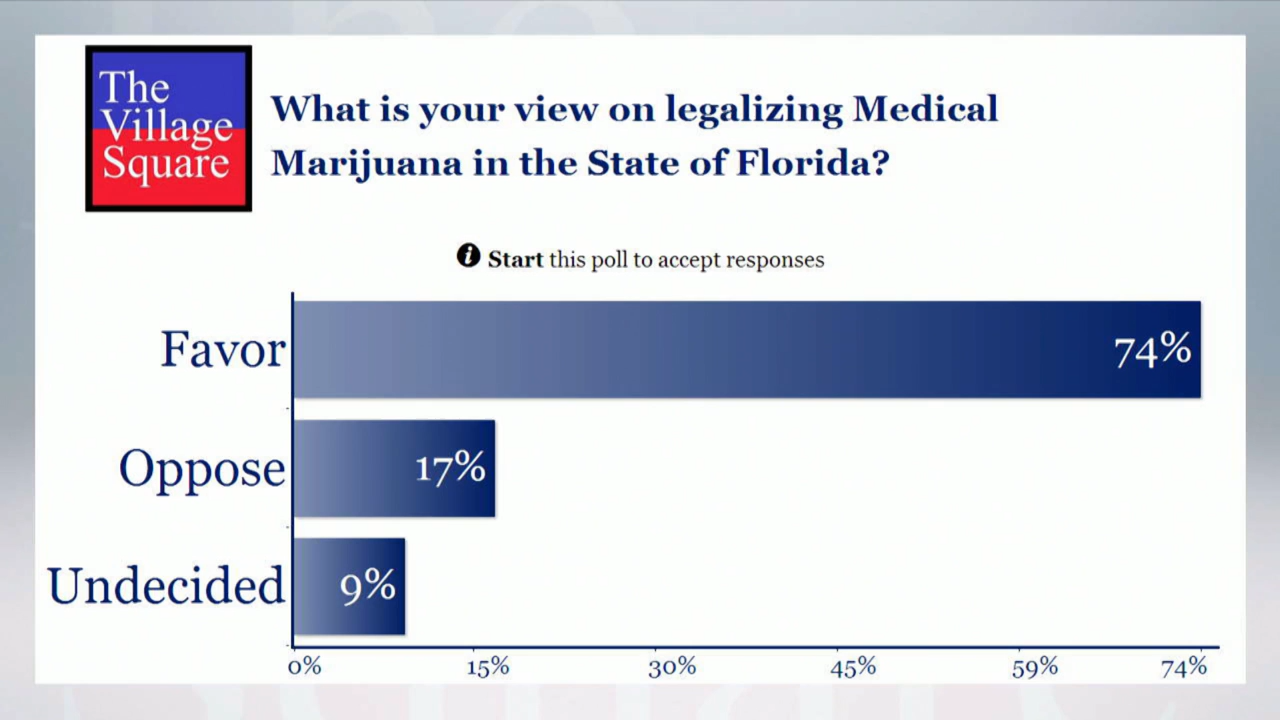 The
Village
Square
What is your view on legalizing Medical
Marijuana in the State of Florida?
i Start this poll to accept responses
Favor 74%
Oppose 17%
Undecided 9%
0% 15% 30% 45% 59% 74%